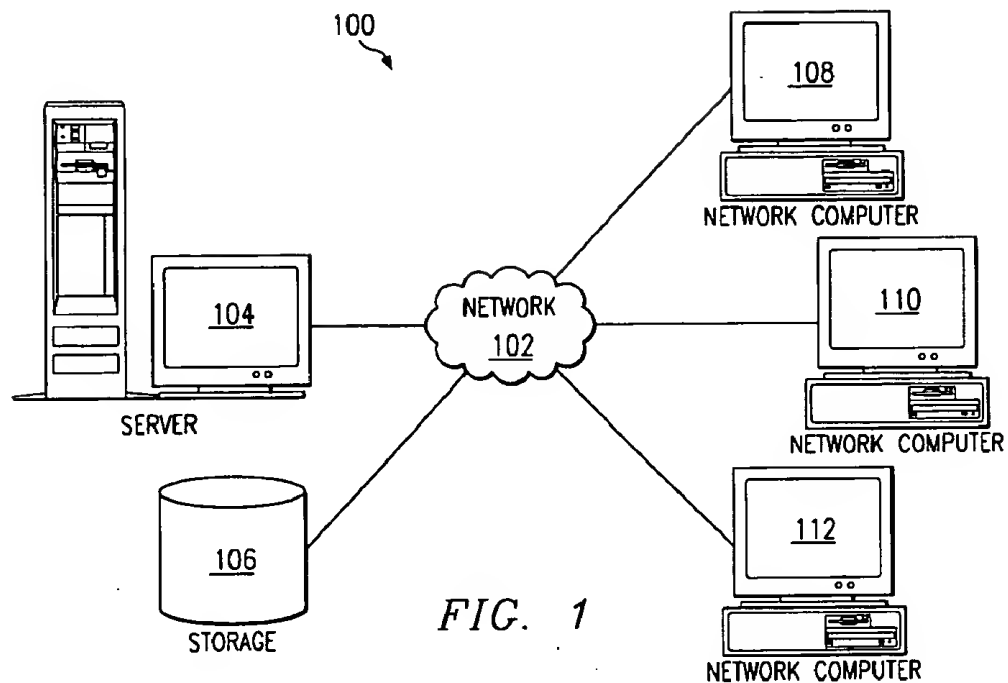 100
108
NETWORK COMPUTER
104
SERVER
NETWORK
102
110
NETWORK COMPUTER
106
STORAGE
112
NETWORK COMPUTER
FIG. 1